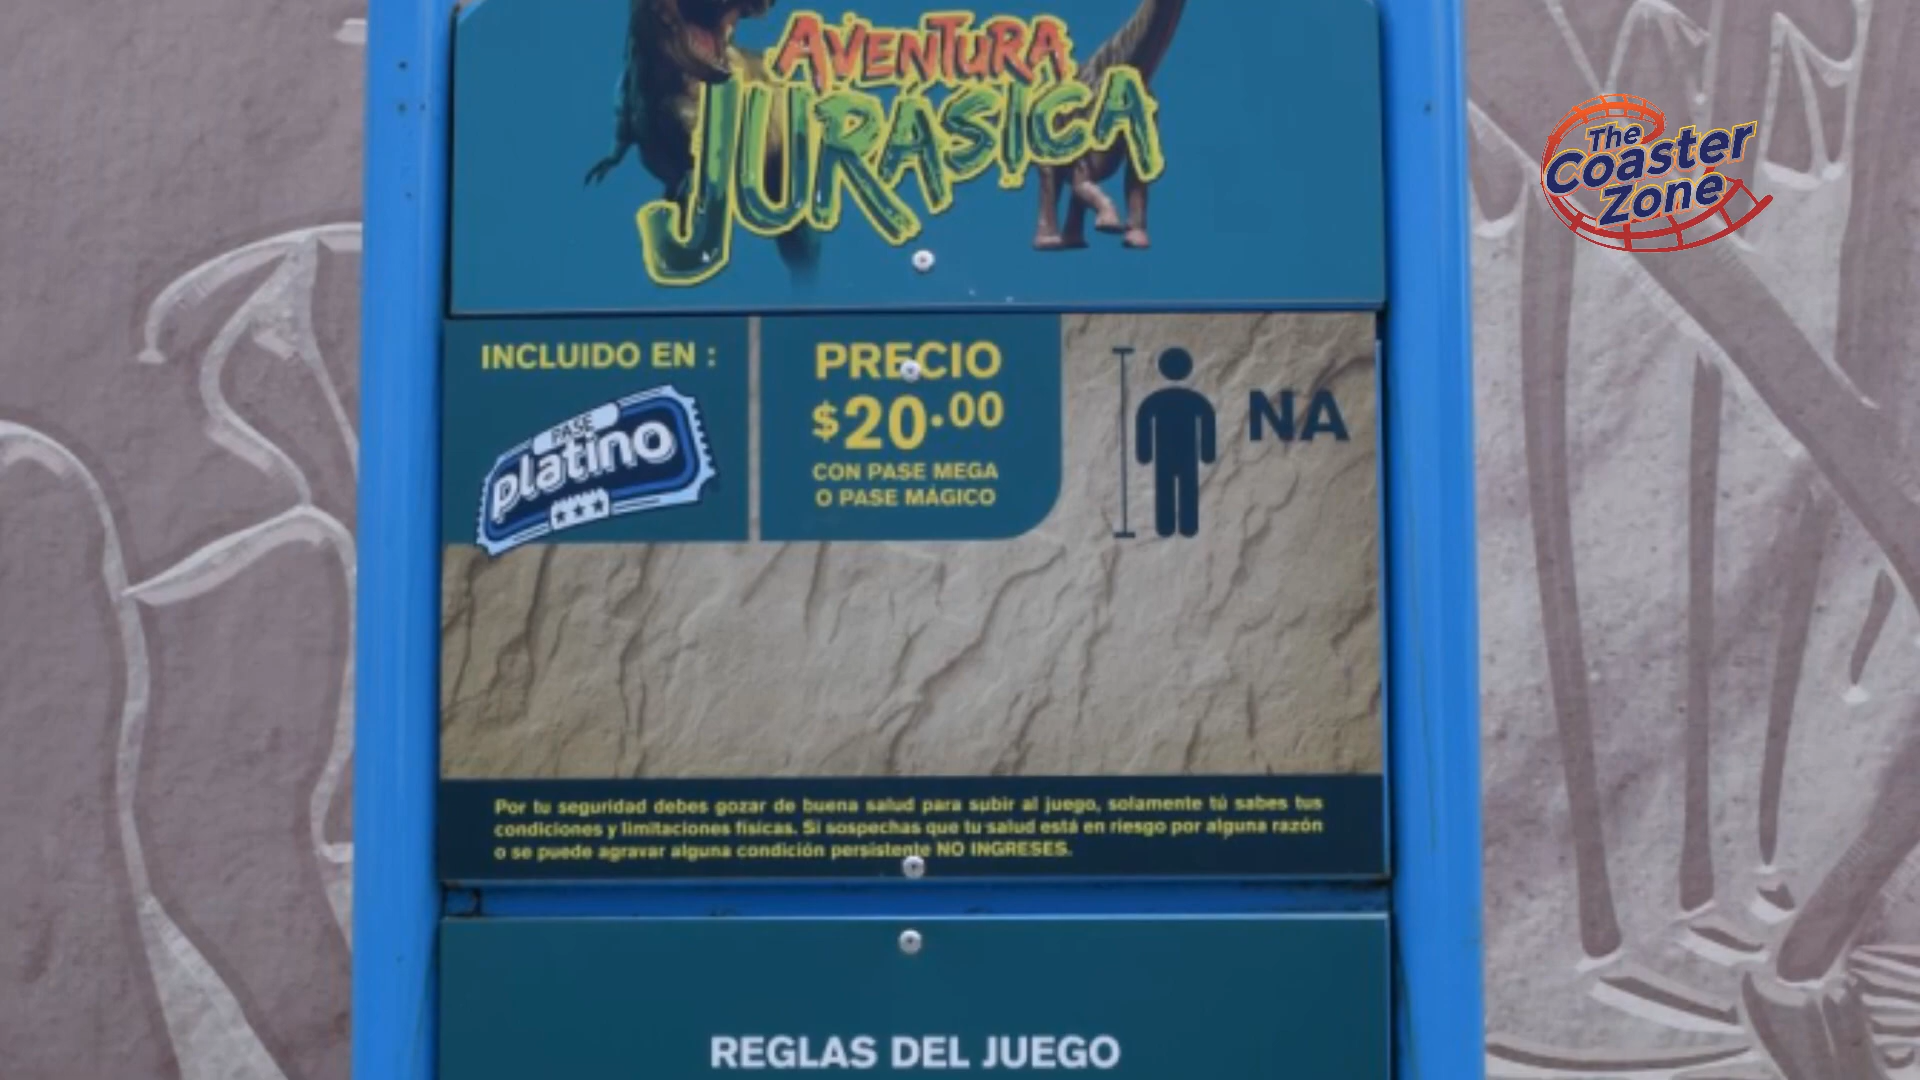 AVENTURA
JURÁSICA
The
Coaster
Zone
INCLUIDO EN :
PASE
platino
PRECIO
$20.00
CON PASE MEGA
O PASE MÁGICO
NA
Por tu seguridad debes gozar de buena salud para subir al juego, solamente tú sabes tus
condiciones y limitaciones físicas. Si sospechas que tu salud está en riesgo por alguna razón
o se puede agravar alguna condición persistente NO INGRESES.
REGLAS DEL JUEGO